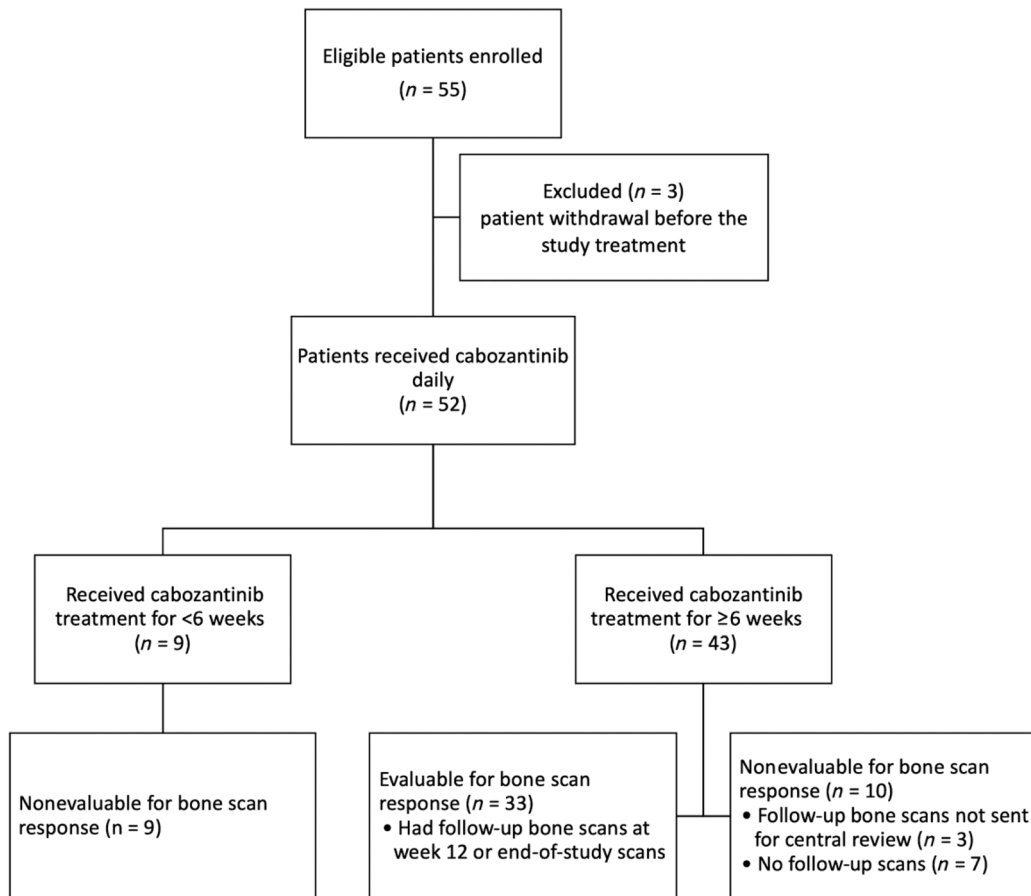 Eligible patients enrolled
(n = 55)
Excluded (n = 3)
patient withdrawal before the
study treatment
Patients received cabozantinib
daily
(n = 52)
Received cabozantinib
treatment for <6 weeks
(n = 9)
Received cabozantinib
treatment for ≥6 weeks
(n = 43)
Nonevaluable for bone scan
response (n = 9)
Evaluable for bone scan
response (n = 33)
• Had follow-up bone scans at
week 12 or end-of-study scans
Nonevaluable for bone scan
response (n = 10)
• Follow-up bone scans not sent
for central review (n = 3)
• No follow-up scans (n = 7)